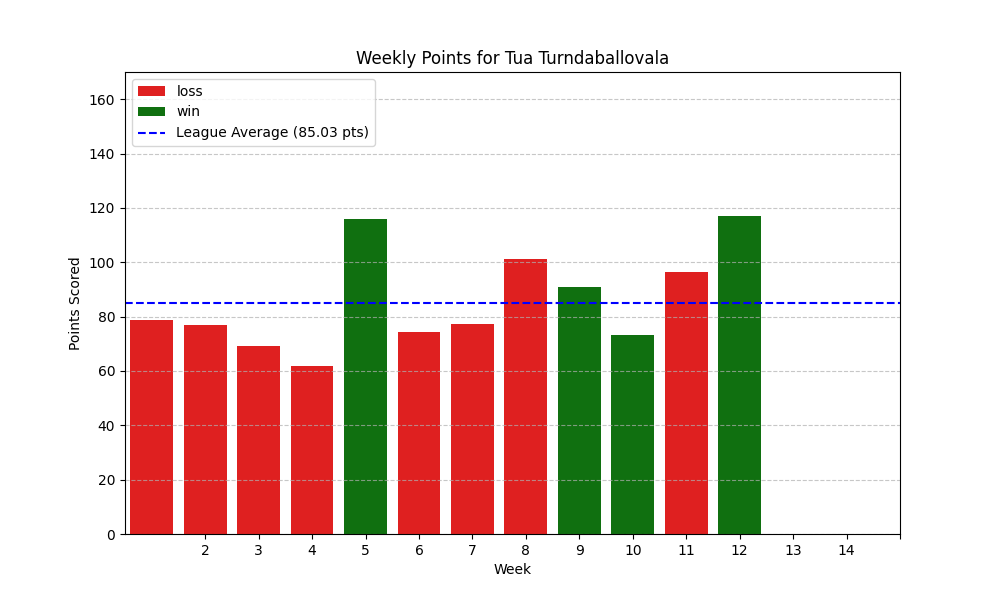 Weekly Points for Tua Turndaballovala
loss
win
League Average (85.03 pts)
Points Scored
160
140
120
100
80
60
40
20
0
2 3 4 5 6 7 8 9 10 11 12 13 14
Week